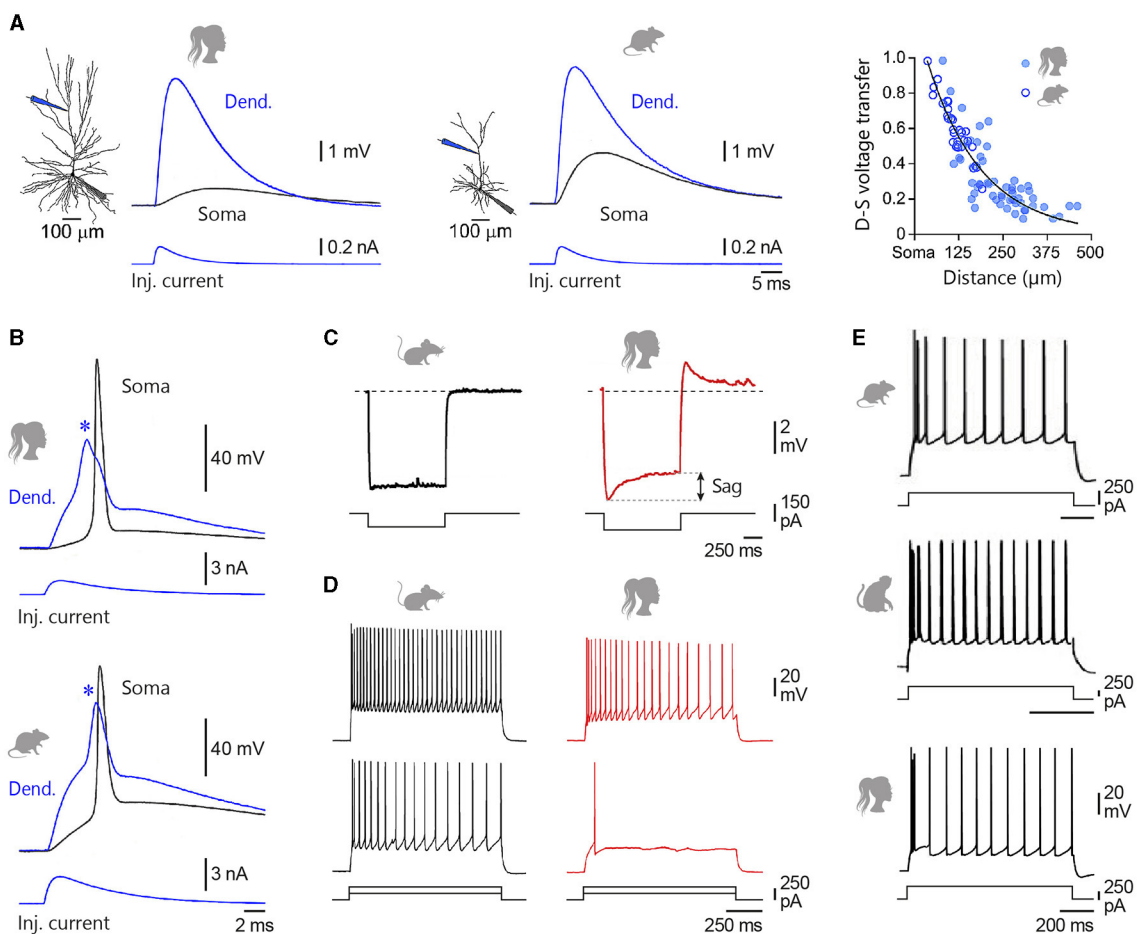 A
Dend.
1 mV
Soma
100 µm
0.2 nA
Inj. current
Dend.
1 mV
Soma
100 µm
0.2 nA
Inj. current
5 ms
D-S voltage transfer
1.0
0.8
0.6
0.4
0.2
0
Soma 125 250 375 500
Distance (µm)
B
Soma
*
40 mV
Dend.
3 nA
Inj. current
Soma
*
40 mV
Dend.
3 nA
Inj. current
2 ms
C
2
mV
Sag
150
pA
250 ms
D
20
mV
250
pA
250 ms
E
250
pA
250
pA
20
mV
250
pA
200 ms